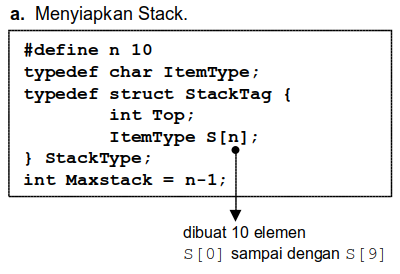 a. Menyiapkan Stack.
#define n 10
typedef char ItemType;
typedef struct StackTag {
int Top;
ItemType S[n];
} StackType;
int Maxstack = n-1;
dibuat 10 elemen
S[0] sampai dengan S[9]